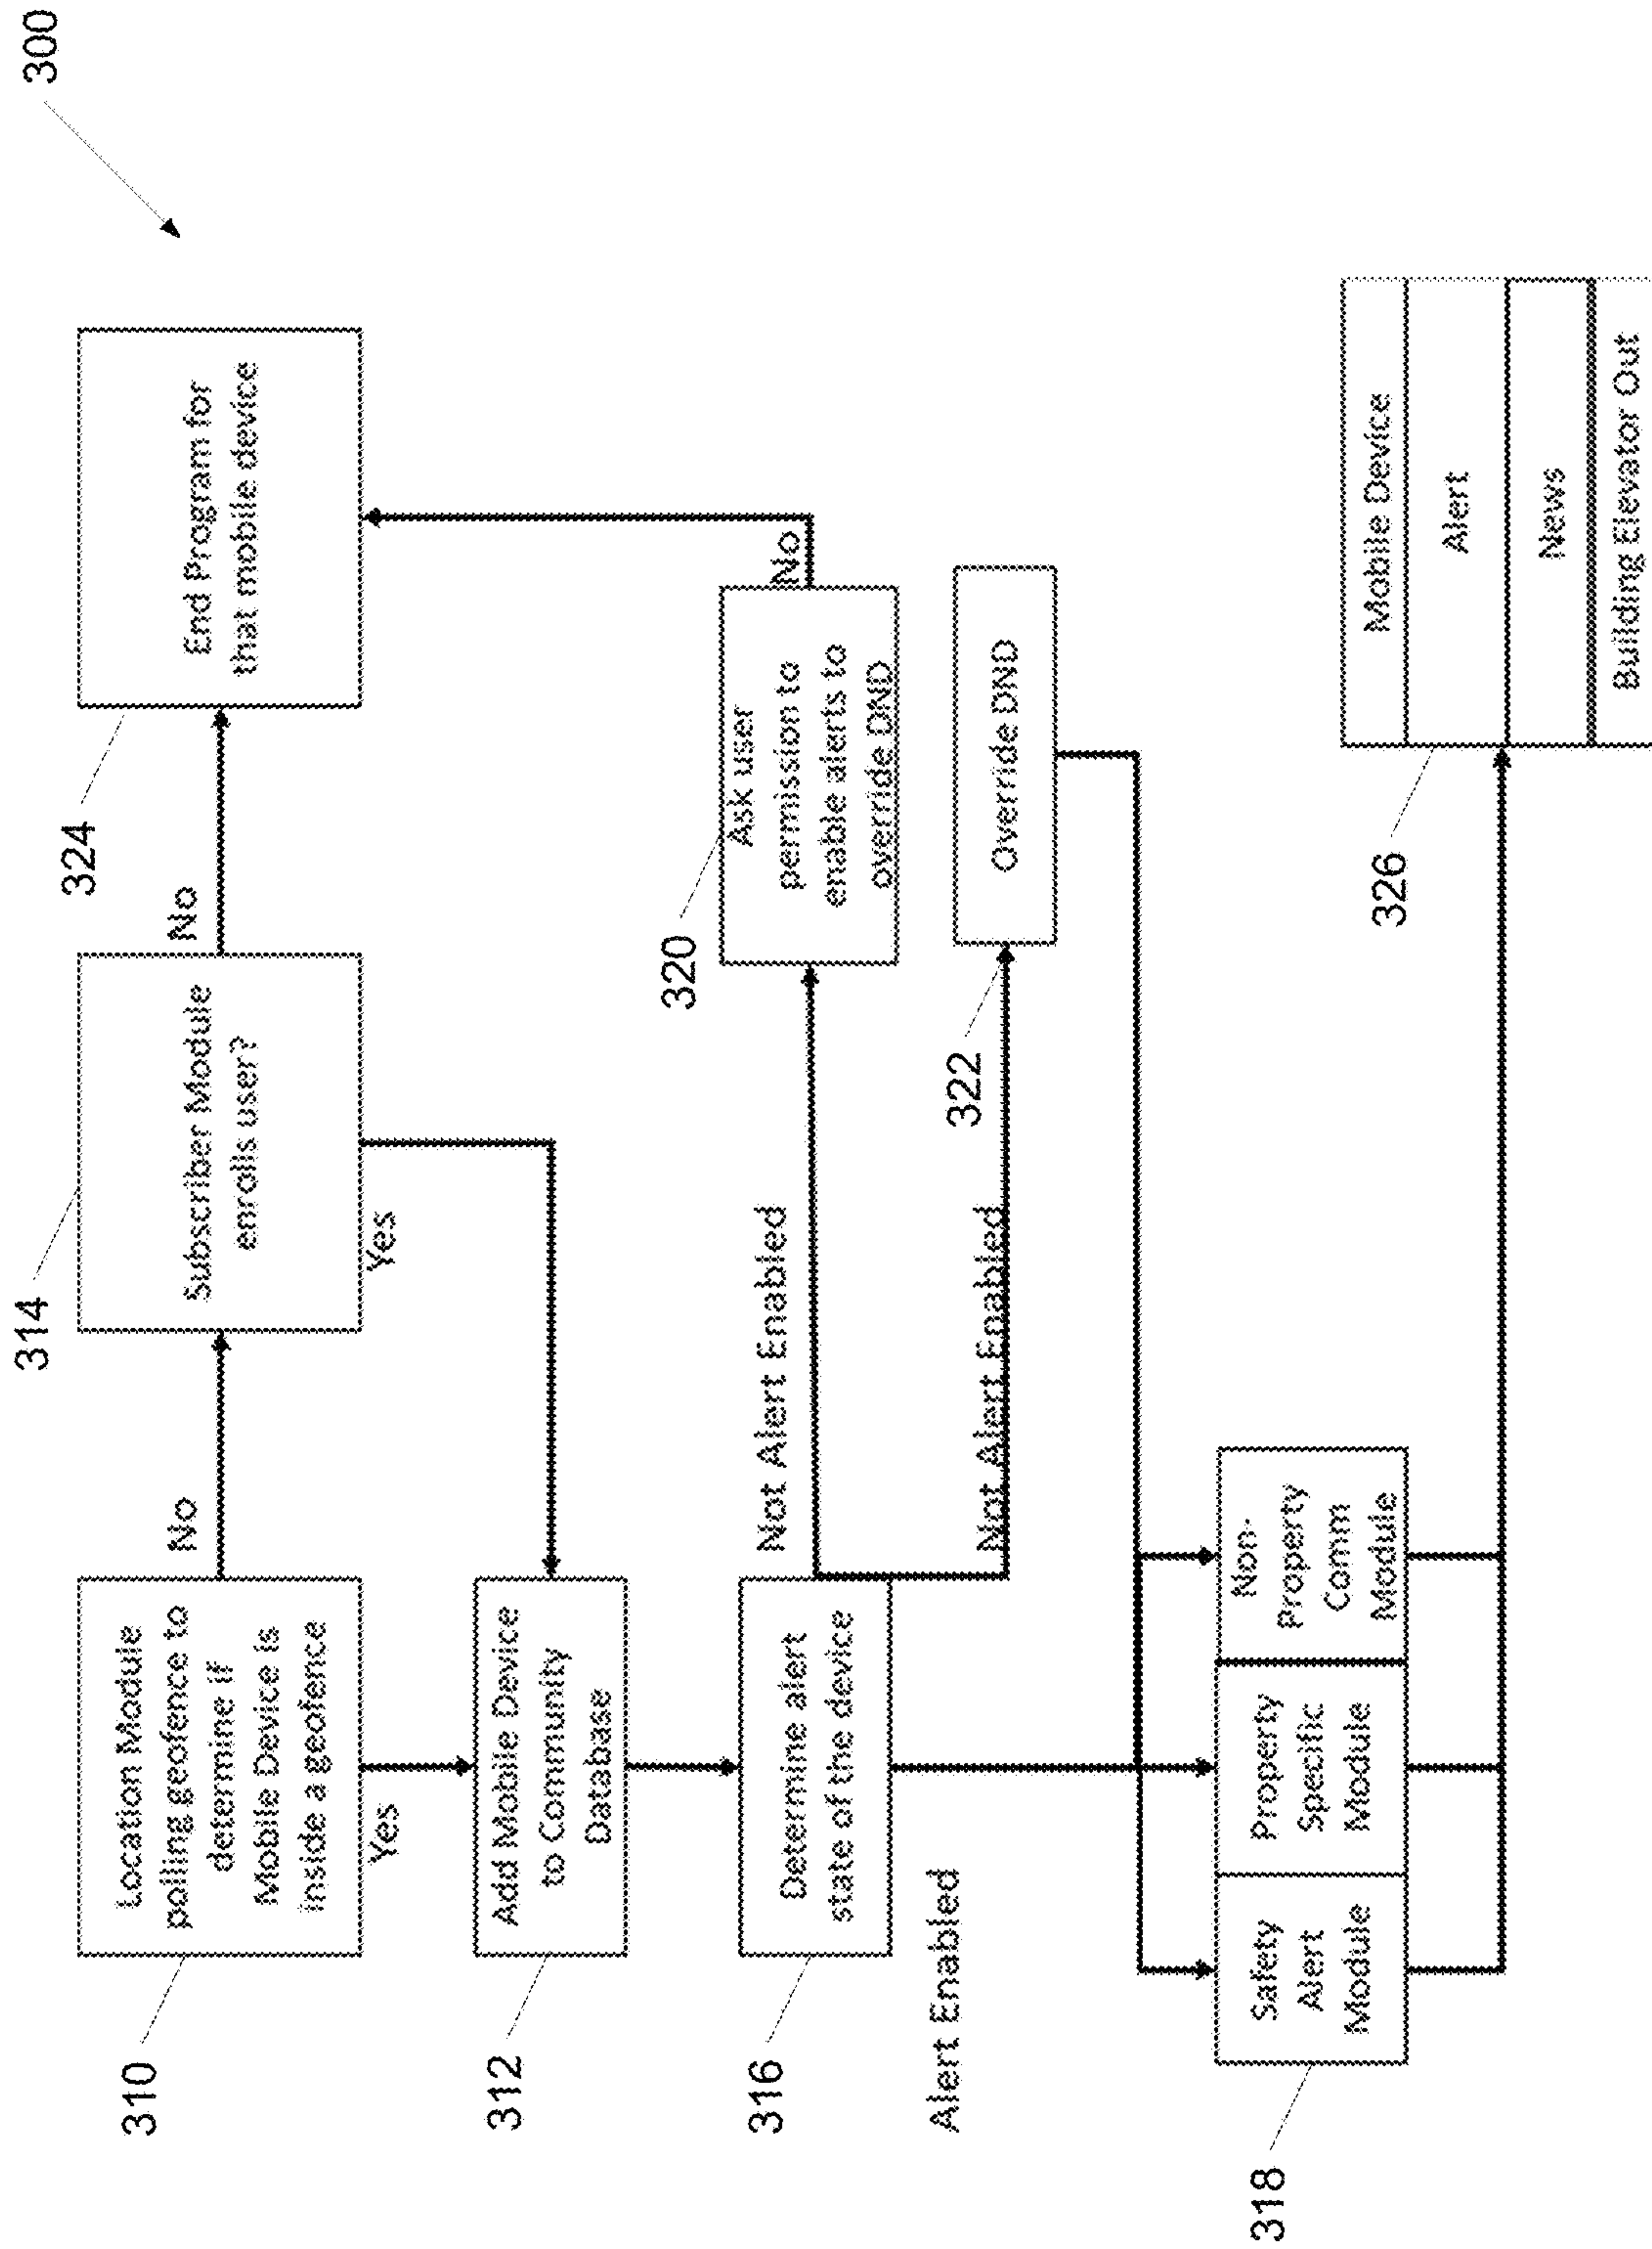 300
310
Location Module
polling geofence to
determine if
Mobile Device is
inside a geofence
No
Yes
314
Subscriber Module
enrolls user?
No
Yes
324
End Program for
that mobile device
312
Add Mobile Device
to Community
Database
316
Determine alert
state of the device
Not Alert Enabled
Not Alert Enabled
Alert Enabled
320
Ask user
permission to
enable alerts to
override DND
No
322
Override DND
318
Safety
Alert
Module
Property
Specific
Module
Non-
Property
Comm
Module
326
Mobile Device
Alert
News
Building Elevator Out